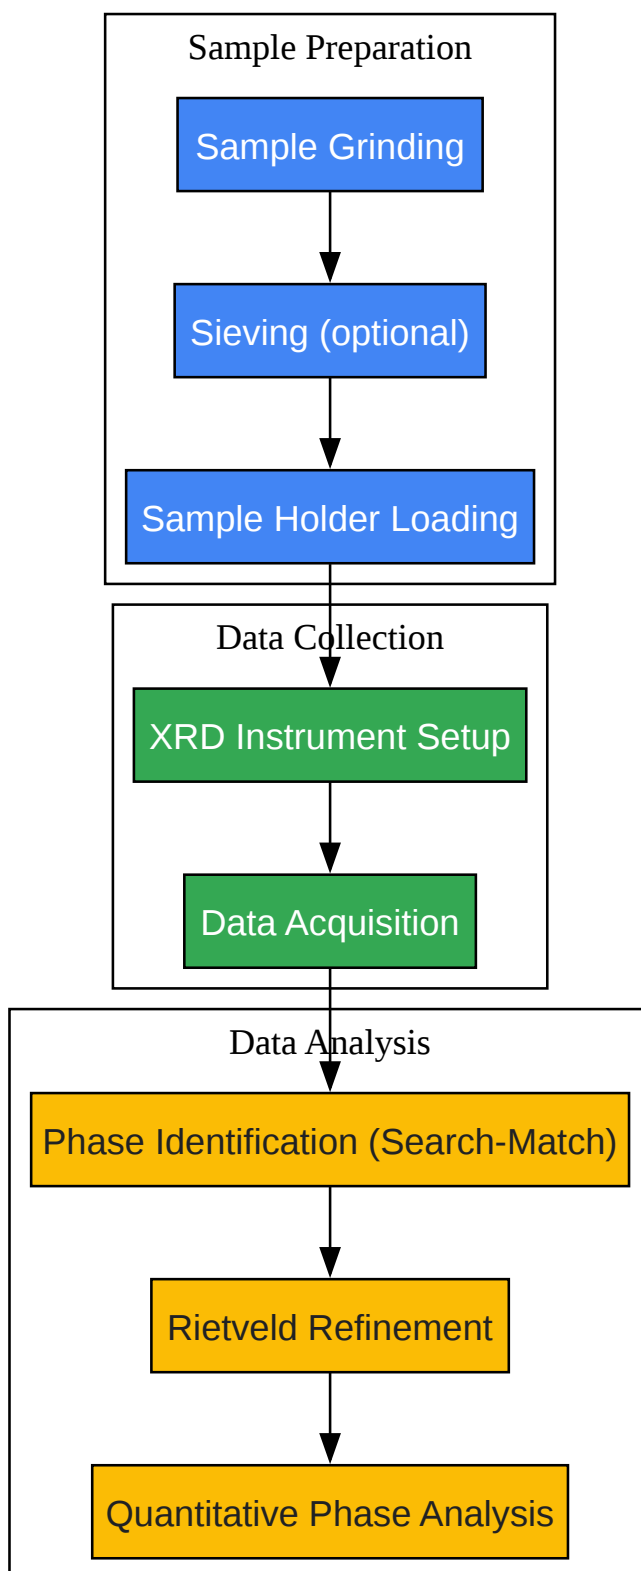 Sample Preparation
Sample Grinding
Sieving (optional)
Sample Holder Loading
Data Collection
XRD Instrument Setup
Data Acquisition
Data Analysis
Phase Identification (Search-Match)
Rietveld Refinement
Quantitative Phase Analysis